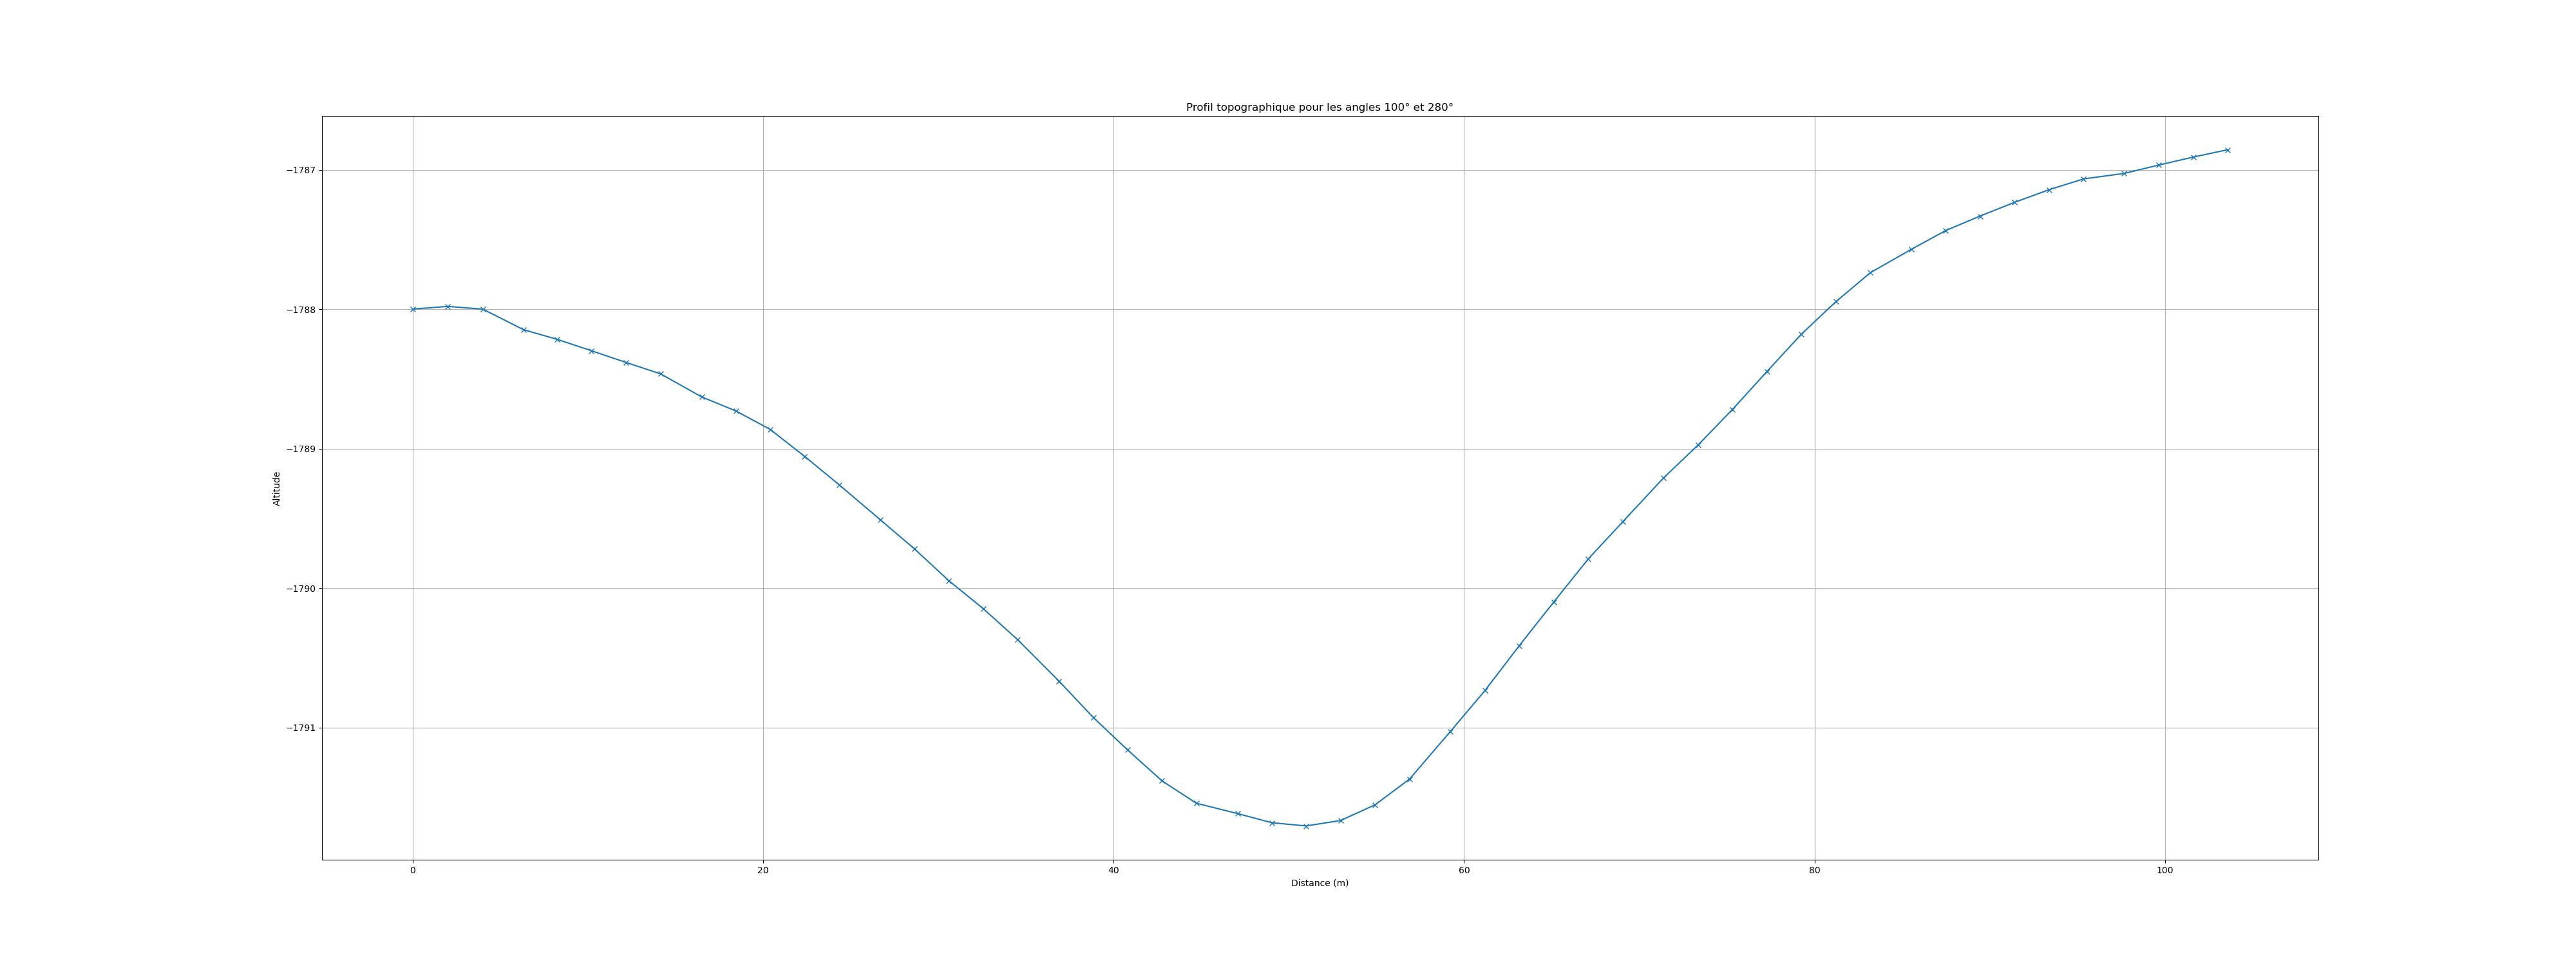 Profil topographique pour les angles 100° et 280°
−1787
−1788
−1789
−1790
−1791
Altitude
0 20 40 60 80 100
Distance (m)